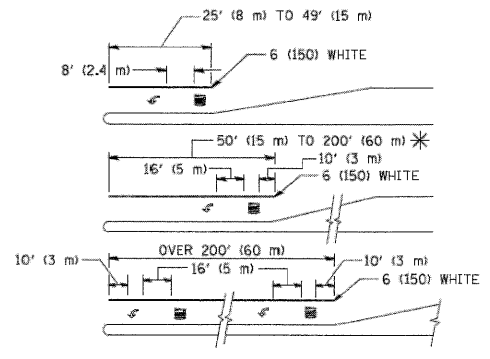 25' (8 m) TO 49' (15 m)
6 (150) WHITE
8' (2.4 m)
50' (15 m) TO 200' (60 m) *
16' (5 m)
10' (3 m)
6 (150) WHITE
OVER 200' (60 m)
10' (3 m)
16' (5 m)
10' (3 m)
6 (150) WHITE